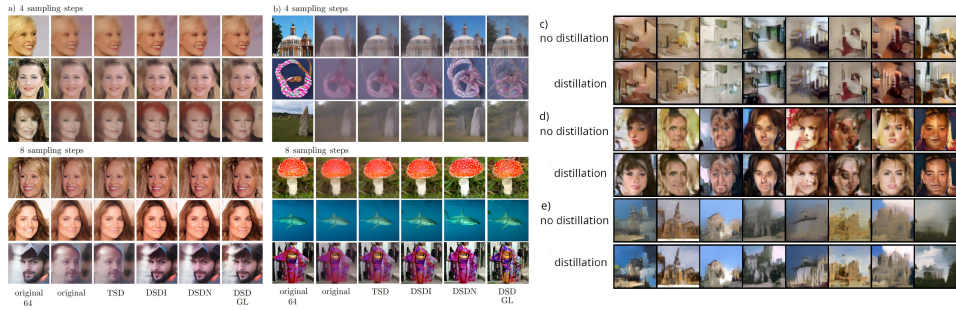 a) 4 sampling steps
8 sampling steps
original 64
original
TSD
DSDI
DSDN
DSD GL
b) 4 sampling steps
8 sampling steps
original 64
original
TSD
DSDI
DSDN
DSD GL
c)
no distillation
distillation
d)
no distillation
distillation
e)
no distillation
distillation